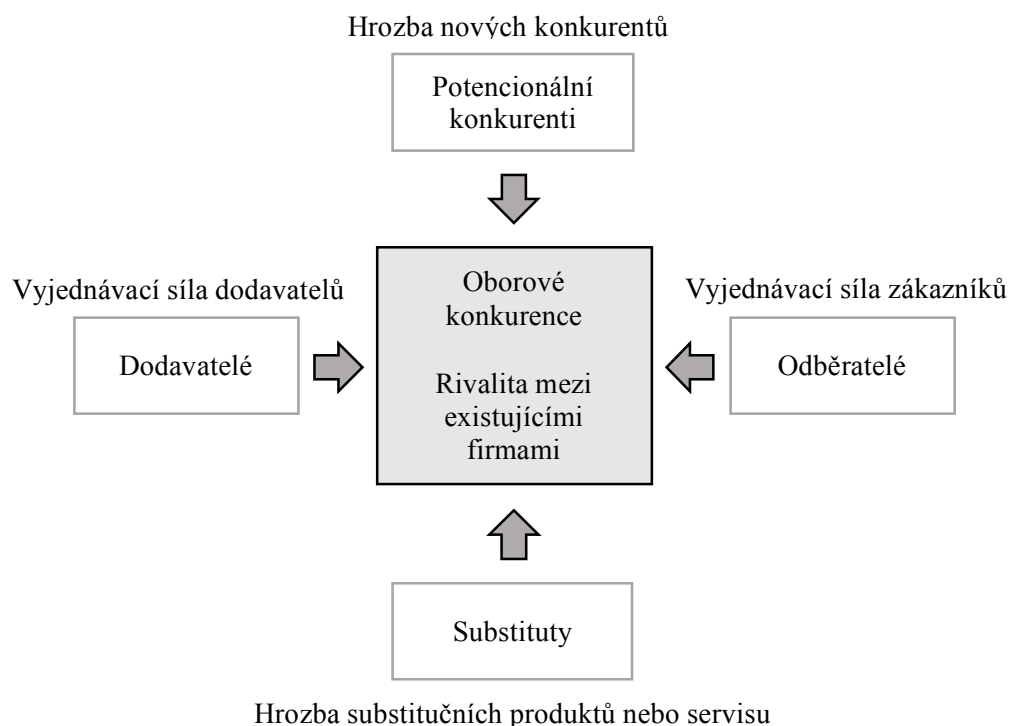 Hrozba nových konkurentů
Potencionální
konkurenti
Vyjednávací síla dodavatelů
Dodavatelé
Oborové
konkurence
Rivalita mezi
existujícími
firmami
Vyjednávací síla zákazníků
Odběratelé
Substituty
Hrozba substitučních produktů nebo servisu